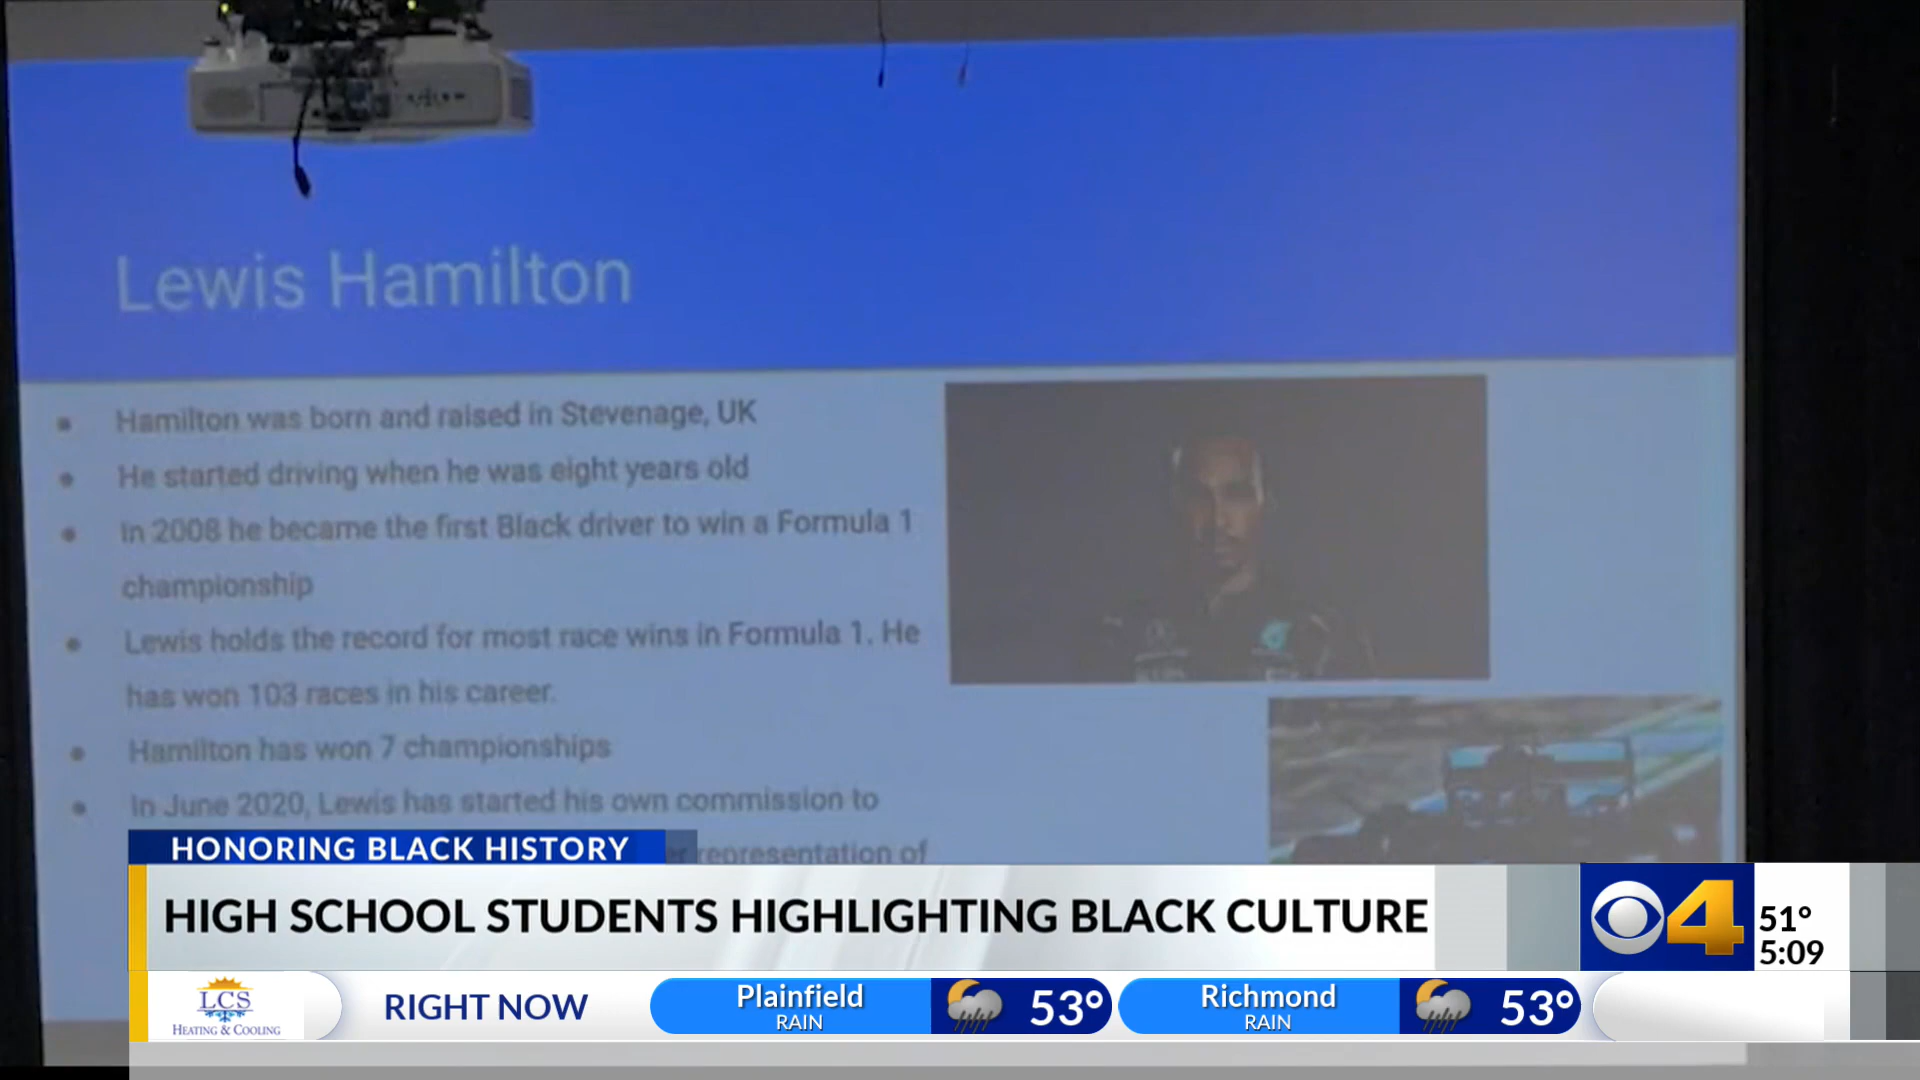 Lewis Hamilton
Hamilton was born and raised in Stevenage, UK
He started driving when he was eight years old
In 2008 he became the first Black driver to win a Formula 1
championship
Lewis holds the record for most race wins in Formula 1. He
has won 103 races in his career.
Hamilton has won 7 championships
In June 2020, Lewis has started his own commission to
representation of
HONORING BLACK HISTORY
HIGH SCHOOL STUDENTS HIGHLIGHTING BLACK CULTURE
4
51°
5:09
LCS
HEATING & COOLING
RIGHT NOW
Plainfield
RAIN
53°
Richmond
RAIN
53°